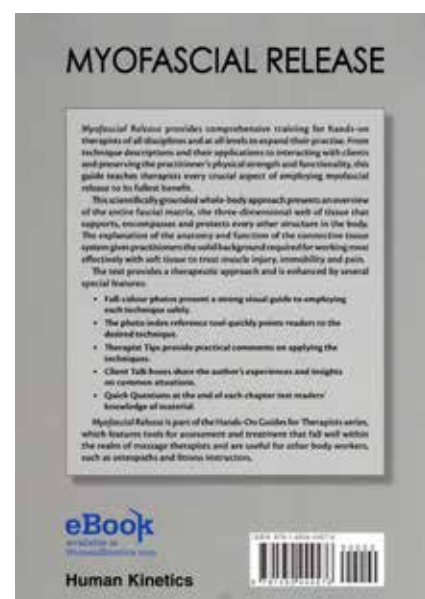 MYOFASCIAL RELEASE
Myofascial Release provides comprehensive training for hands-on
therapists of all disciplines and at all levels to expand their practise. From
technique descriptions and their applications to interacting with clients
and preserving the practitioner's physical strength and functionality, this
guide teaches therapists every crucial aspect of employing myofascial
release to its fullest benefit.
This scientifically grounded whole-body approach presents an overview
of the entire fascial matrix, the three-dimensional web of tissue that
supports, encompasses and protects every other structure in the body.
The explanation of the anatomy and function of the connective tissue
system gives practitioners the solid background required for working most
effectively with soft tissue to treat muscle injury, immobility and pain.
The text provides a therapeutic approach and is enhanced by several
special features:
• Full-colour photos present a strong visual guide to employing
each technique safely.
• The photo index reference tool quickly points readers to the
desired technique.
• Therapist Tips provide practical comments on applying the
techniques.
• Client Talk boxes share the author's experiences and insights
on common situations.
• Quick Questions at the end of each chapter test readers'
knowledge of material.
Myofascial Release is part of the Hands-On Guides for Therapists series,
which features tools for assessment and treatment that fall well within
the realm of massage therapists and are useful for other body workers,
such as osteopaths and fitness instructors.
eBook
available at
HumanKinetics.com
Human Kinetics
ISBN